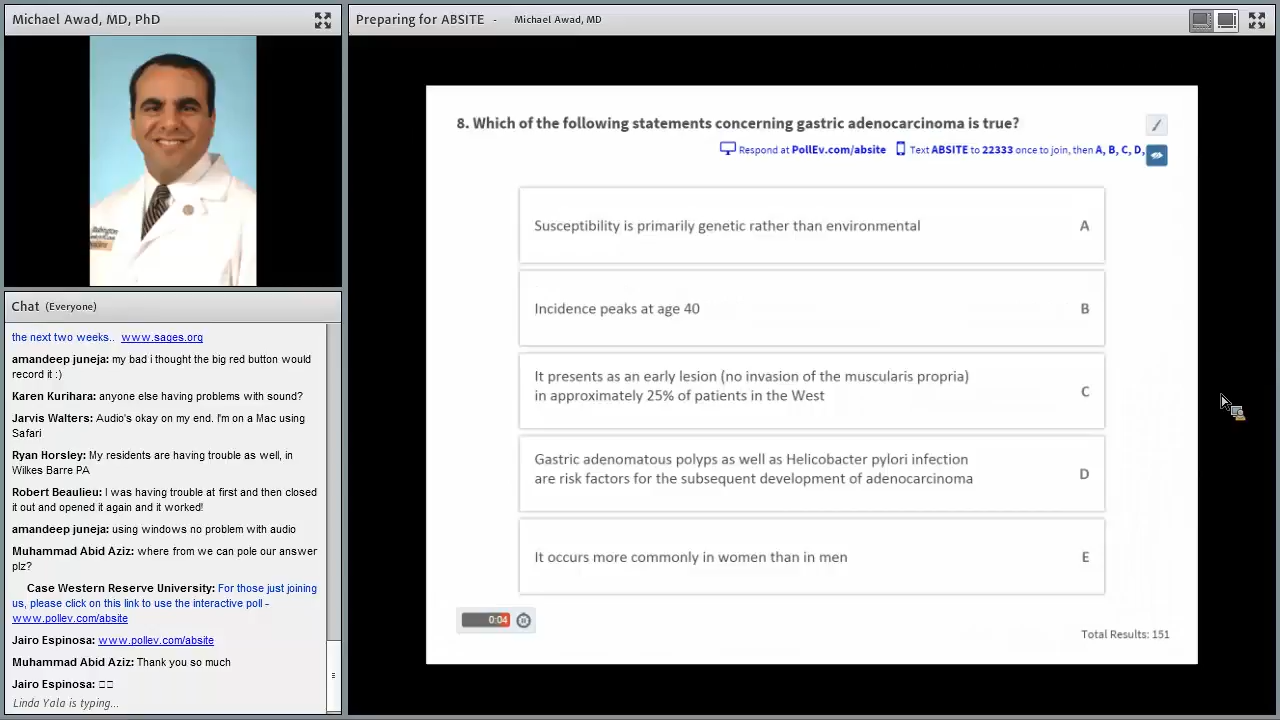 Michael Awad, MD, PhD
Preparing for ABSITE - Michael Awad, MD
Chat (Everyone)
the next two weeks.. www.sages.org
amandeep juneja: my bad i thought the big red button would
record it :)
Karen Kurihara: anyone else having problems with sound?
Jarvis Walters: Audio's okay on my end. I'm on a Mac using
Safari
Ryan Horsley: My residents are having trouble as well, in
Wilkes Barre PA
Robert Beaulieu: I was having trouble at first and then closed
it out and opened it again and it worked!
amandeep juneja: using windows no problem with audio
Muhammad Abid Aziz: where from we can pole our answer
plz?
Case Western Reserve University: For those just joining
us, please click on this link to use the interactive poll -
www.pollev.com/absite
Jairo Espinosa: www.pollev.com/absite
Muhammad Abid Aziz: Thank you so much
Jairo Espinosa:
Linda Yala is typing...
8. Which of the following statements concerning gastric adenocarcinoma is true?
Respond at PollEv.com/absite Text ABSITE to 22333 once to join, then A, B, C, D,
Susceptibility is primarily genetic rather than environmental A
Incidence peaks at age 40 B
It presents as an early lesion (no invasion of the muscularis propria)
in approximately 25% of patients in the West C
Gastric adenomatous polyps as well as Helicobacter pylori infection
are risk factors for the subsequent development of adenocarcinoma D
It occurs more commonly in women than in men E
0:04
Total Results: 151